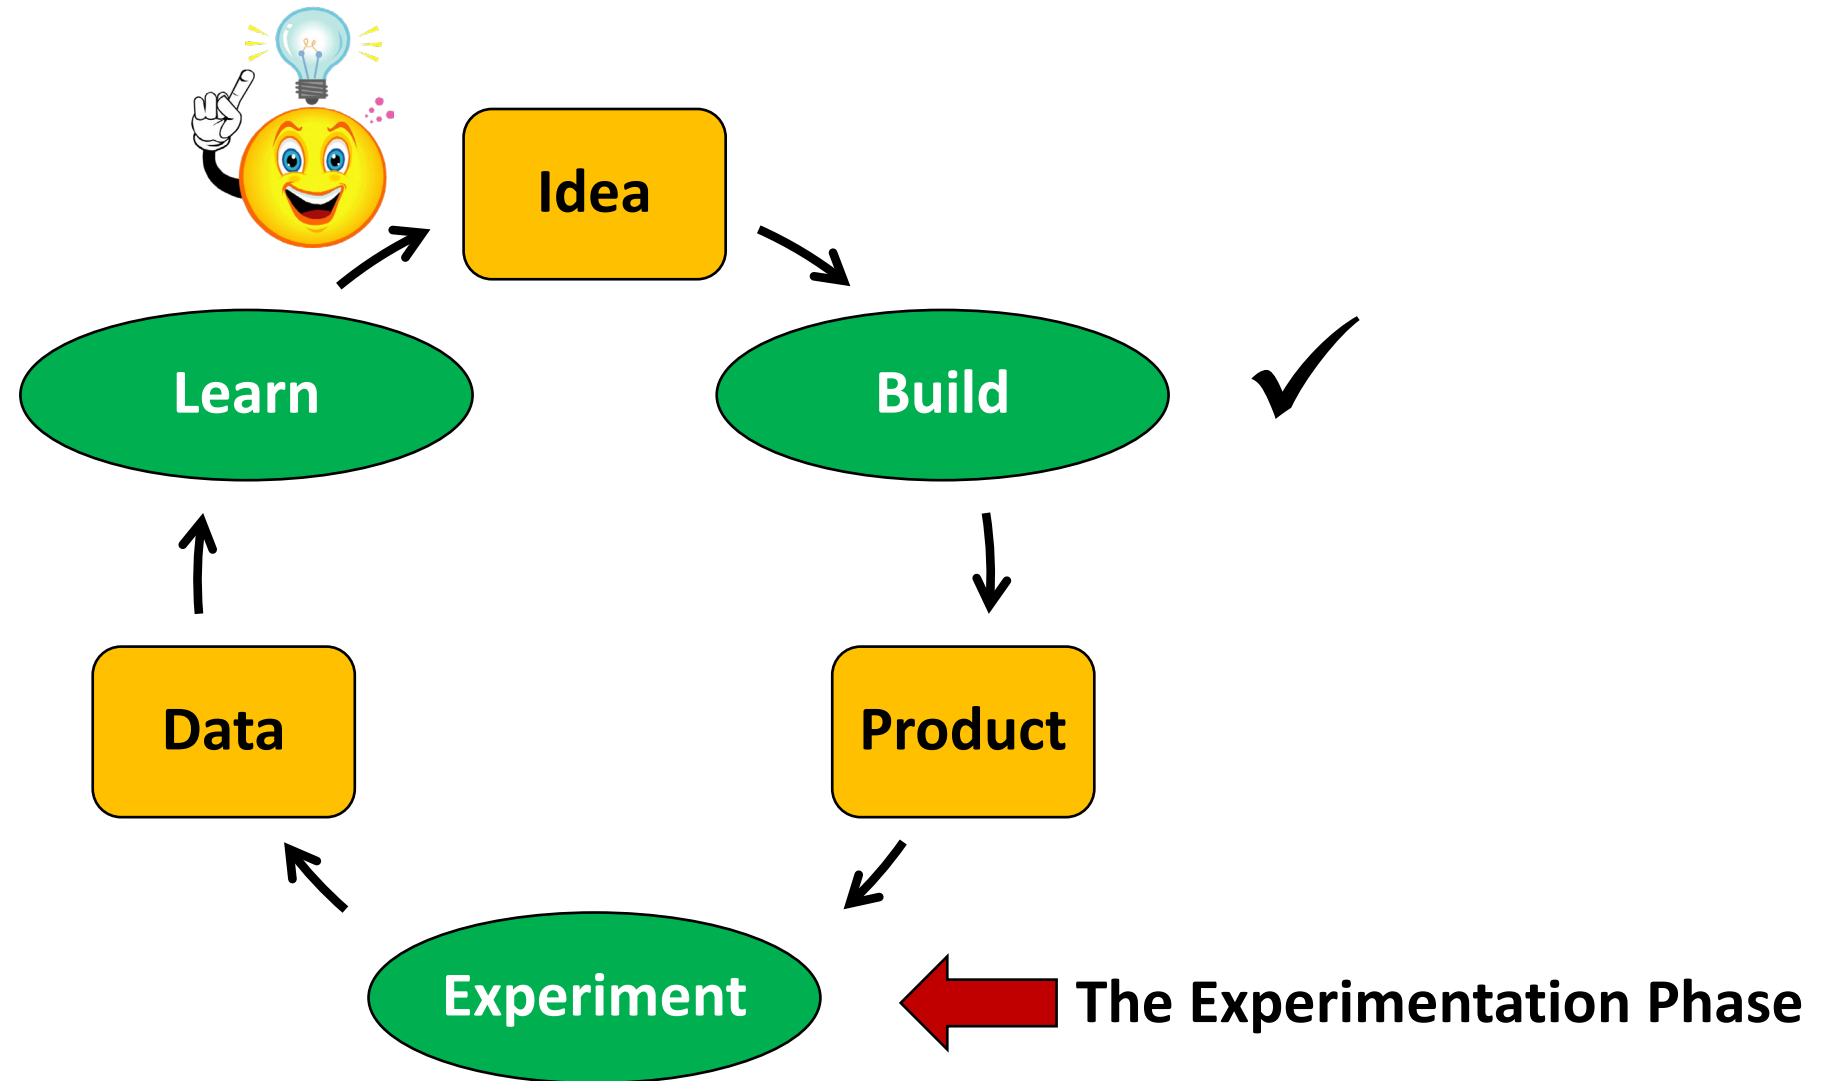 Idea
Learn
Build
Data
Product
Experiment
The Experimentation Phase